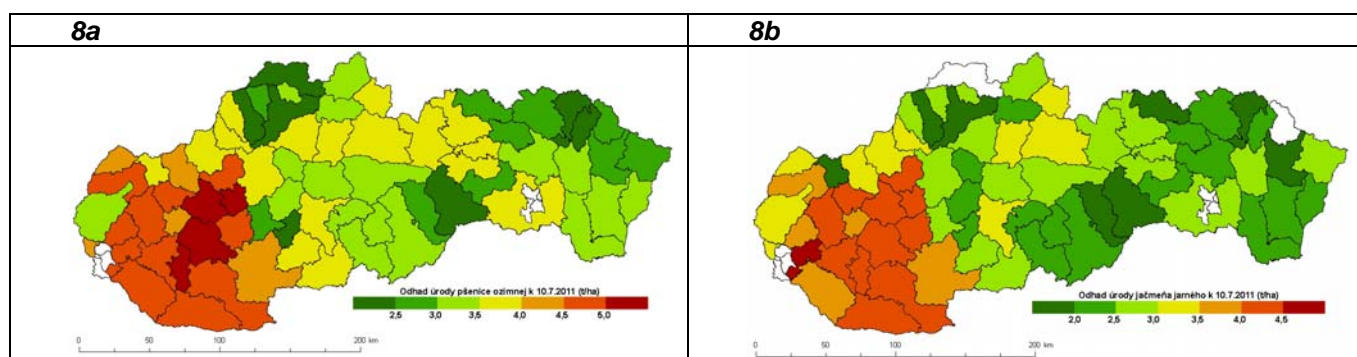 8a
8b
Odhad úrody pšenice ozimnej k 10.7.2011 (t/ha)
2,5 3,0 3,5 4,0 4,5 5,0
0 50 100 200 km
Odhad úrody jačmeňa jarného k 10.7.2011 (t/ha)
2,0 2,5 3,0 3,5 4,0 4,5
0 50 100 200 km